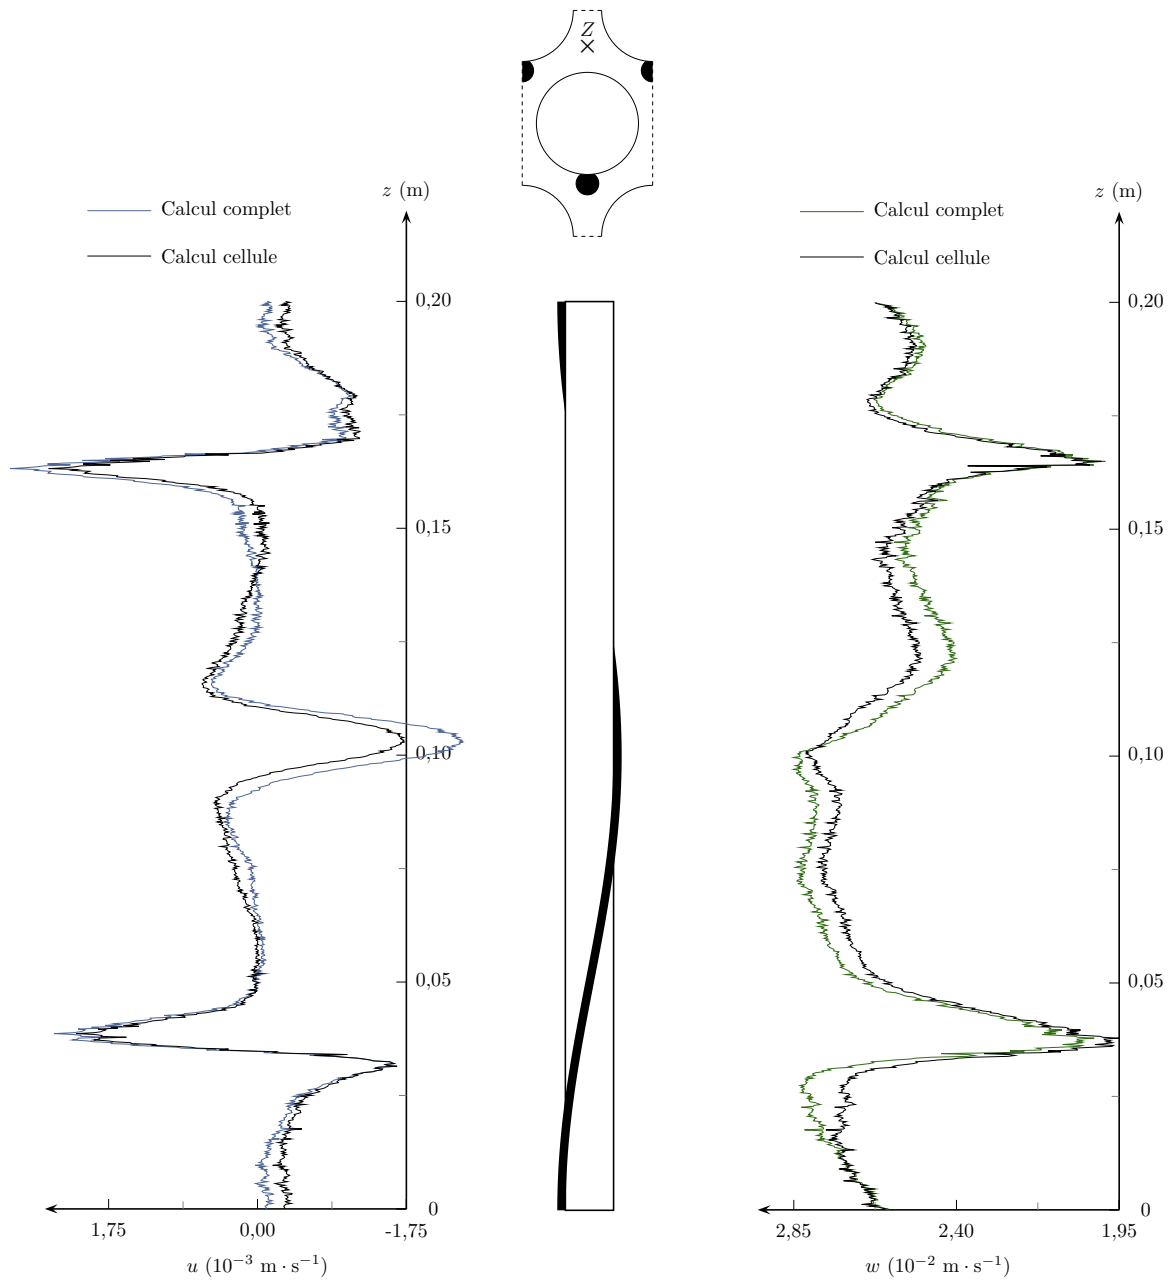 Z
z (m)
Calcul complet
Calcul cellule
0,20
0,15
0,10
0,05
0
1,75 0,00 -1,75
u (10⁻³ m · s⁻¹)
z (m)
Calcul complet
Calcul cellule
0,20
0,15
0,10
0,05
0
2,85 2,40 1,95
w (10⁻² m · s⁻¹)